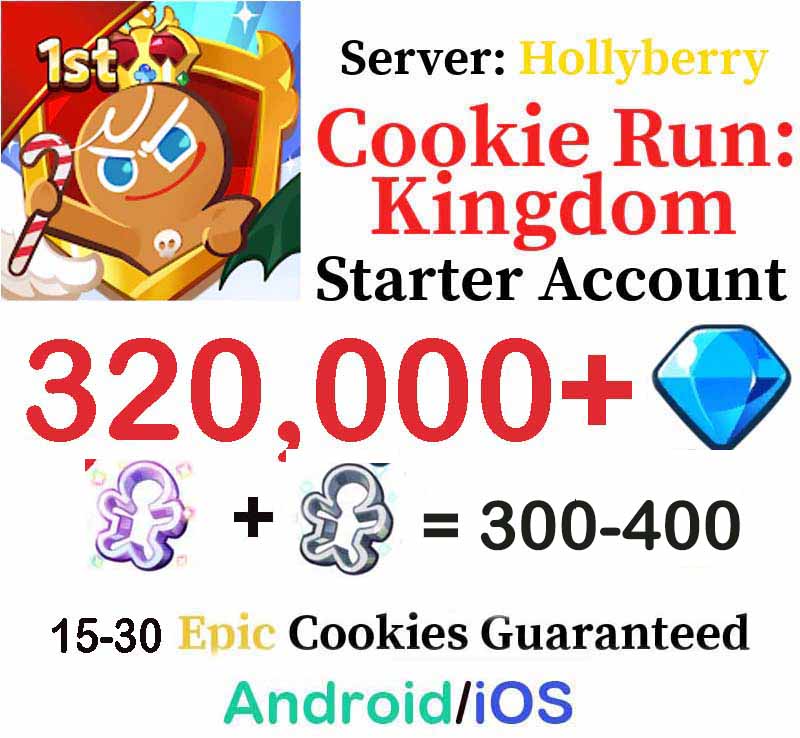 1st
Server: Hollyberry
Cookie Run:
Kingdom
Starter Account
320,000+
+ = 300-400
15-30 Epic Cookies Guaranteed
Android/iOS